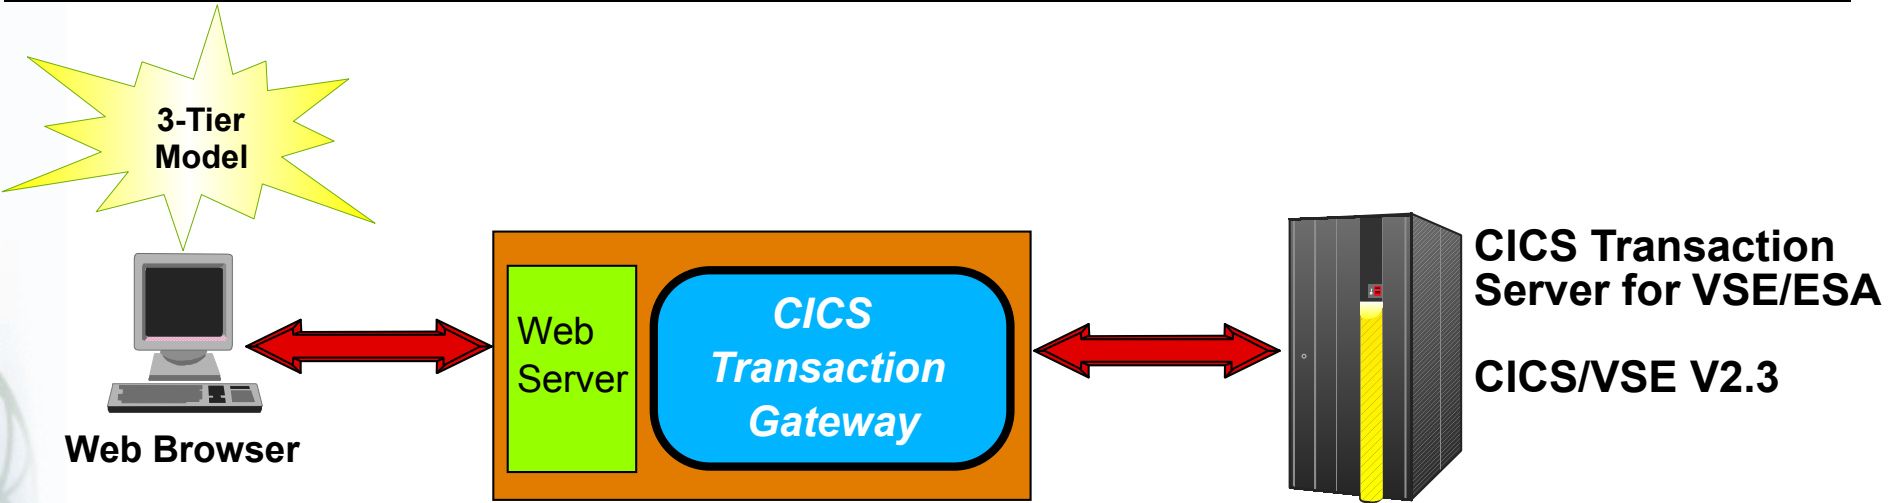 3-Tier
Model
Web Browser
Web
Server
CICS
Transaction
Gateway
CICS Transaction
Server for VSE/ESA
CICS/VSE V2.3